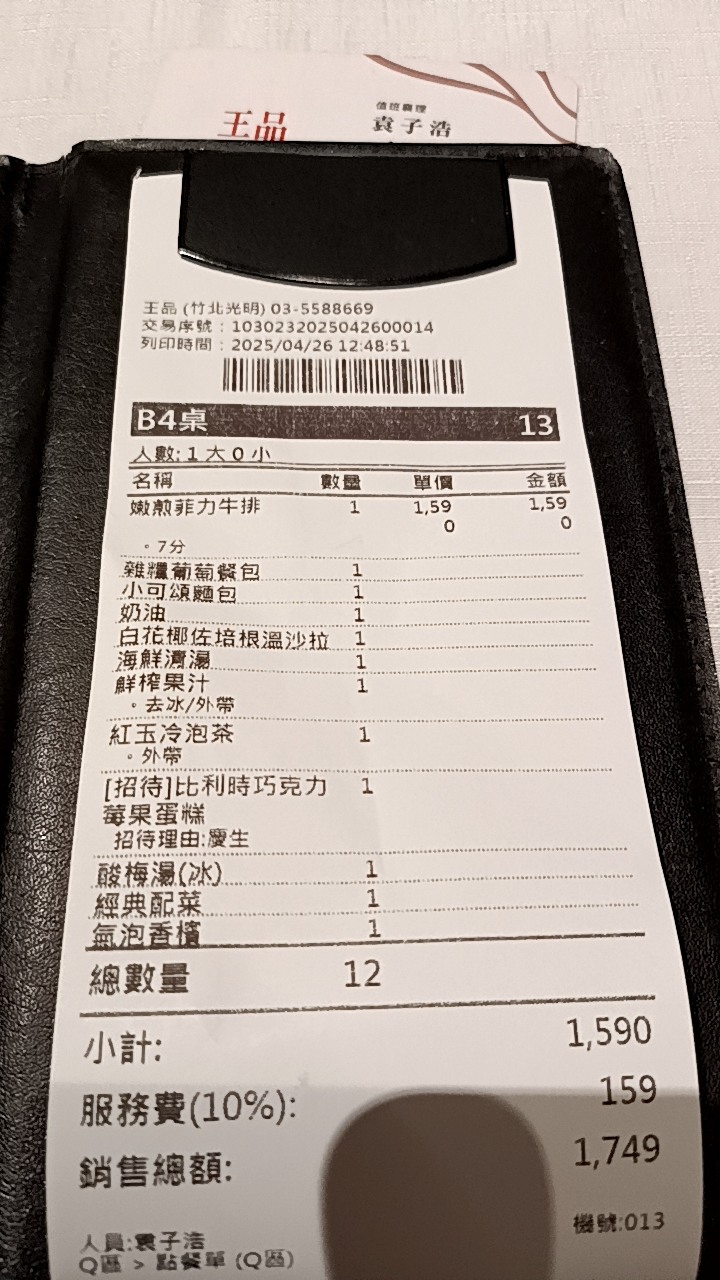 王品
值班經理
袁子浩
王品 (竹北光明) 03-5588669
交易序號 : 1030232025042600014
列印時間 : 2025/04/26 12:48:51
B4桌 13
人數: 1 大 0 小
名稱 數量 單價 金額
嫩煎菲力牛排 1 1,59 1,59
0 0
。7分
雜糧葡萄餐包 1
小可頌麵包 1
奶油 1
白花椰佐培根溫沙拉 1
海鮮清湯 1
鮮榨果汁 1
。去冰/外帶
紅玉冷泡茶 1
。外帶
[招待]比利時巧克力 1
莓果蛋糕
招待理由:慶生
酸梅湯(冰) 1
經典配菜 1
氣泡香檳 1
總數量 12
小計: 1,590
服務費(10%): 159
銷售總額: 1,749
機號:013
人員:袁子浩
Q區 > 點餐單 (Q區)